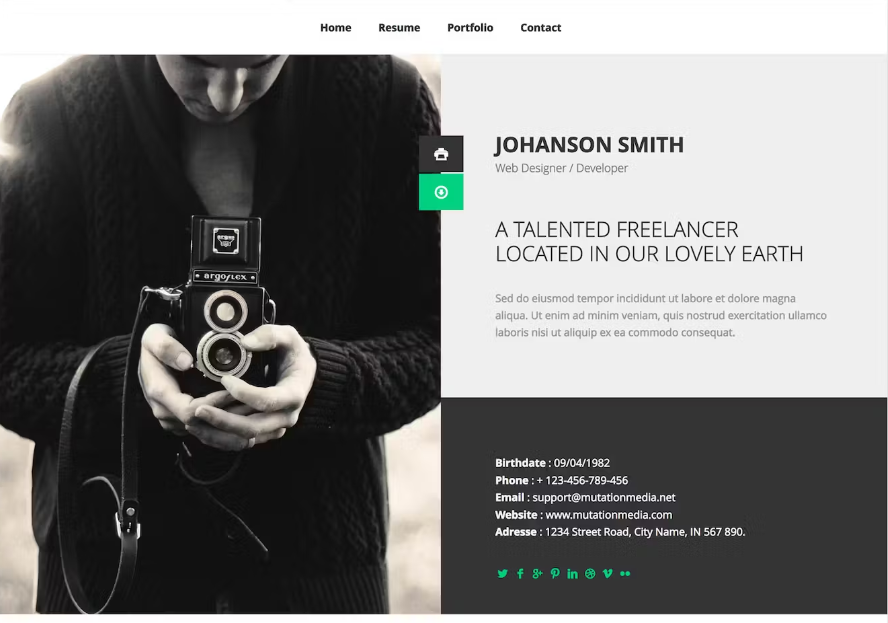 Home Resume Portfolio Contact
argoflex
JOHANSON SMITH
Web Designer / Developer
A TALENTED FREELANCER
LOCATED IN OUR LOVELY EARTH
Sed do eiusmod tempor incididunt ut labore et dolore magna
aliqua. Ut enim ad minim veniam, quis nostrud exercitation ullamco
laboris nisi ut aliquip ex ea commodo consequat.
Birthdate : 09/04/1982
Phone : + 123-456-789-456
Email : support@mutationmedia.net
Website : www.mutationmedia.com
Adresse : 1234 Street Road, City Name, IN 567 890.